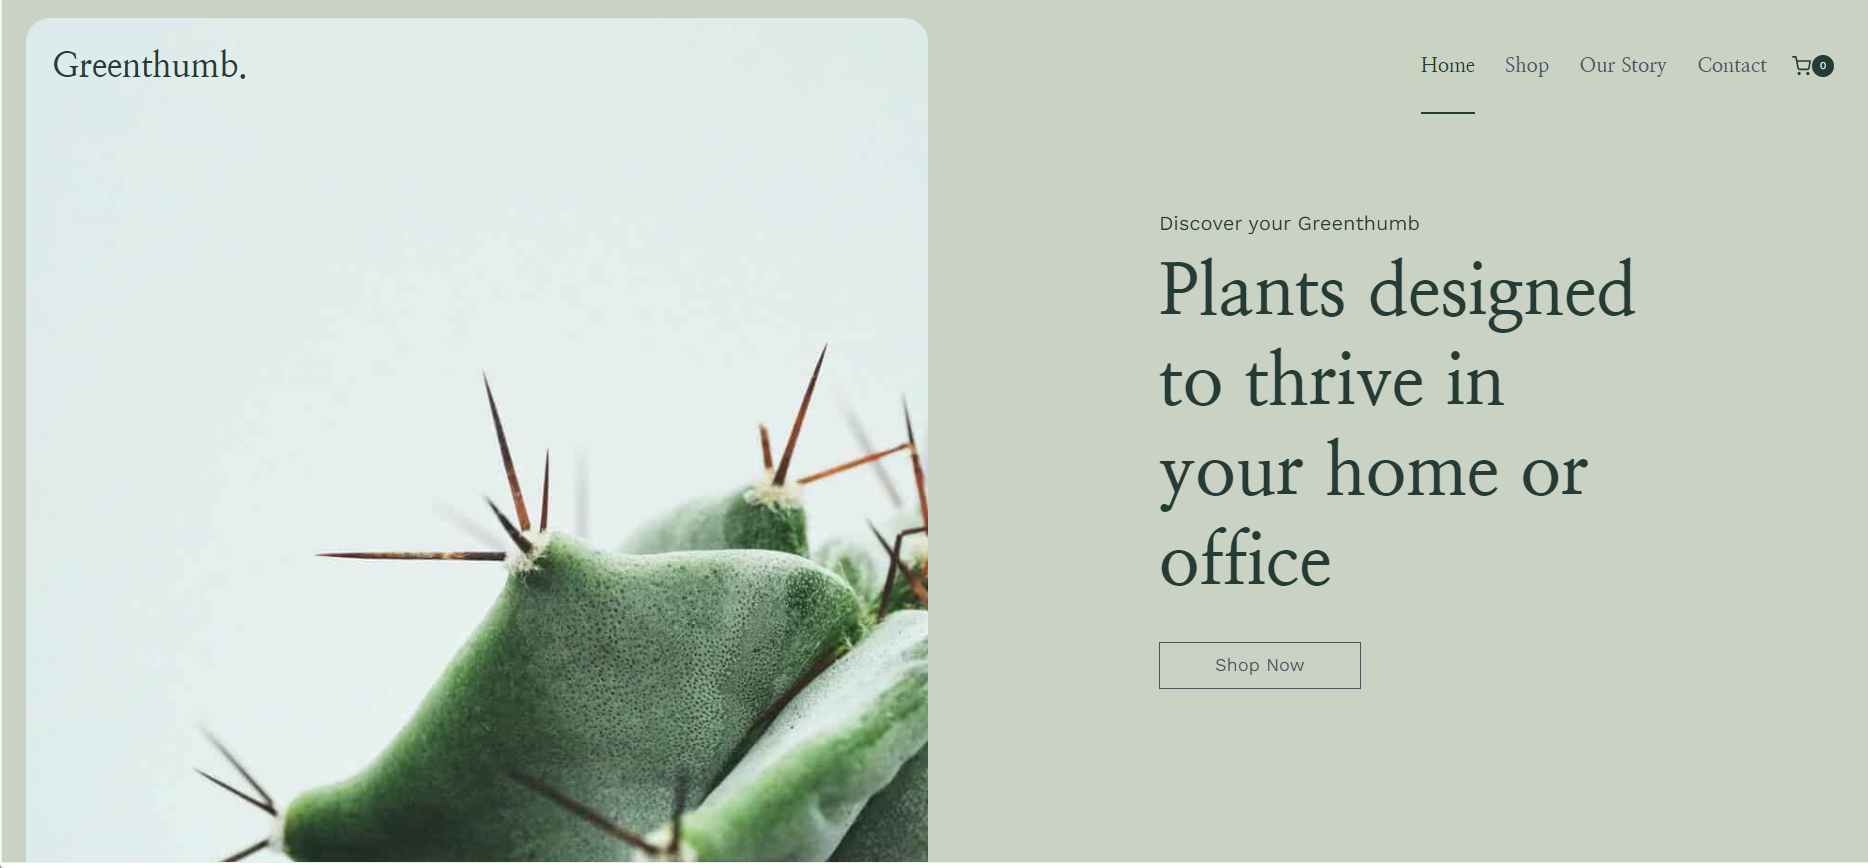 Greenthumb.
Home Shop Our Story Contact 0
Discover your Greenthumb
Plants designed
to thrive in
your home or
office
Shop Now